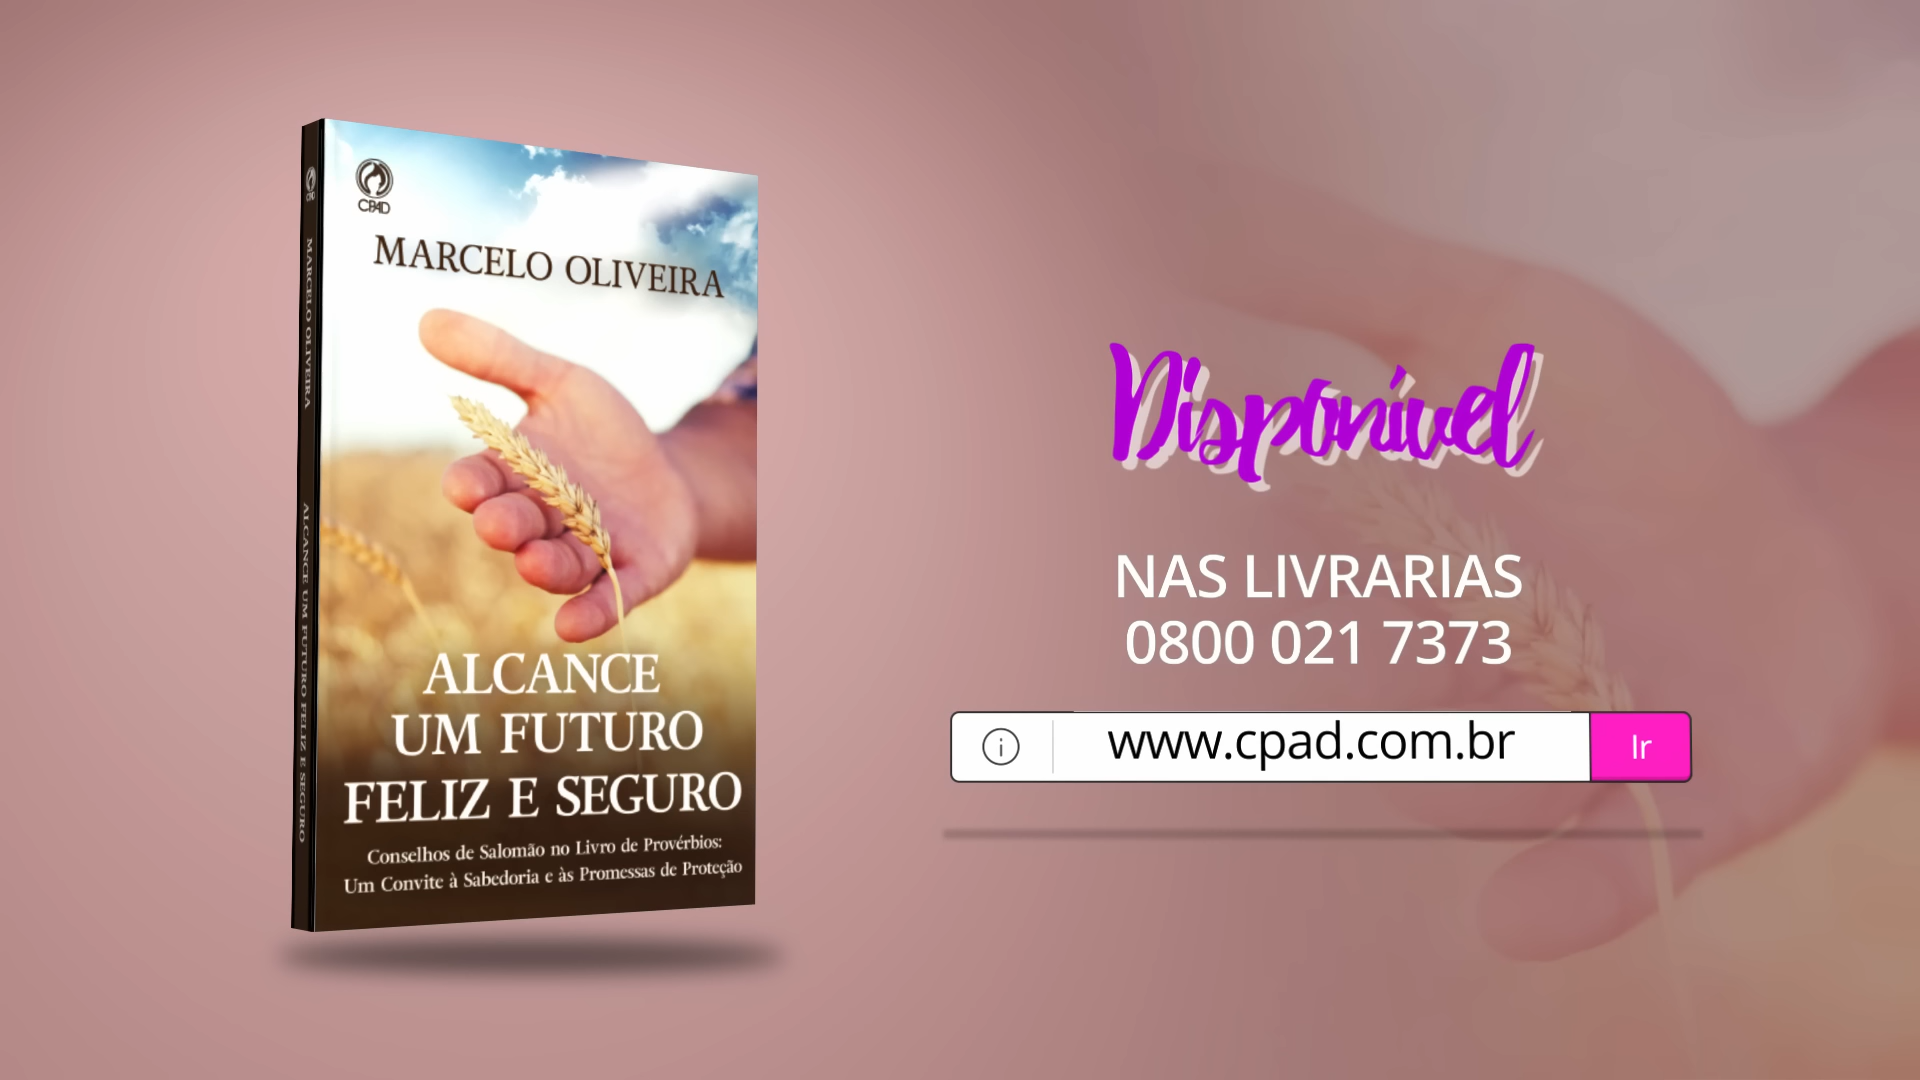 CPAD
MARCELO OLIVEIRA
ALCANCE
UM FUTURO
FELIZ E SEGURO
Conselhos de Salomão no Livro de Provérbios:
Um Convite à Sabedoria e às Promessas de Proteção
CPAD
MARCELO OLIVEIRA
ALCANCE UM FUTURO FELIZ E SEGURO
Disponível
NAS LIVRARIAS
0800 021 7373
www.cpad.com.br
Ir